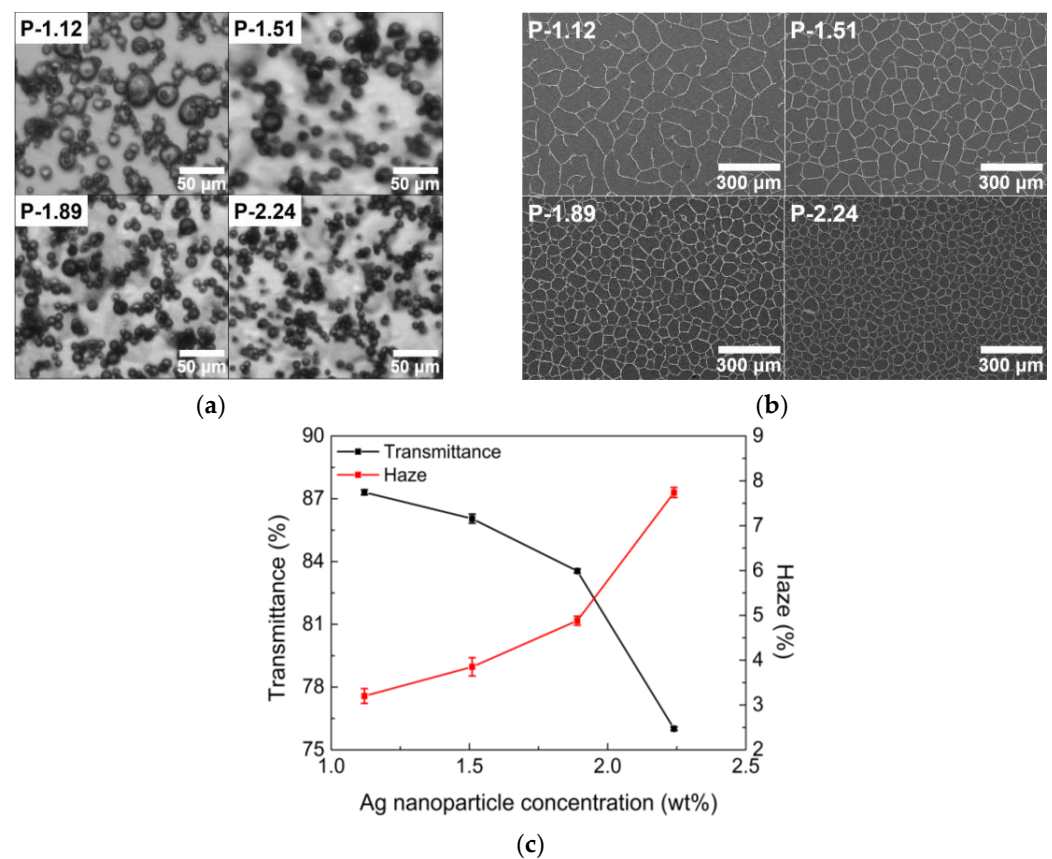 P-1.12
P-1.51
50 µm
50 µm
P-1.89
P-2.24
50 µm
50 µm
(a)
P-1.12
P-1.51
300 µm
300 µm
P-1.89
P-2.24
300 µm
300 µm
(b)
90
87
84
81
78
75
Transmittance (%)
Transmittance
Haze
9
8
7
6
5
4
3
2
Haze (%)
1.0
1.5
2.0
2.5
Ag nanoparticle concentration (wt%)
(c)